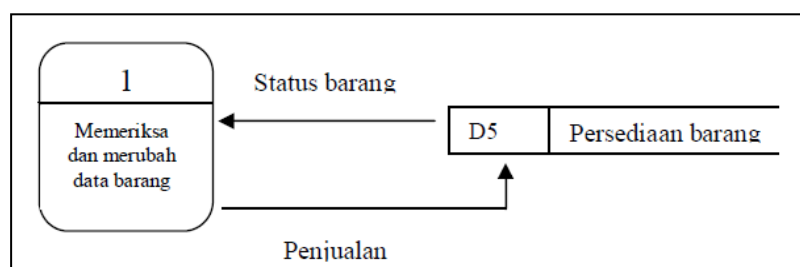 1
Memeriksa
dan merubah
data barang
Status barang
D5 Persediaan barang
Penjualan